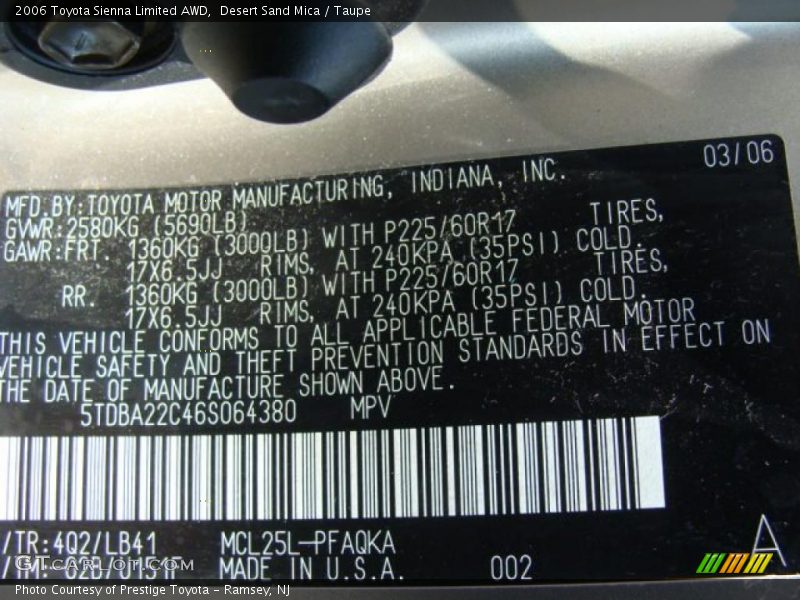 2006 Toyota Sienna Limited AWD,  Desert Sand Mica / Taupe
03/06
MFD.BY:TOYOTA MOTOR MANUFACTURING, INDIANA, INC.
GVWR:2580KG (5690LB)
GAWR:FRT. 1360KG (3000LB) WITH P225/60R17 TIRES,
17X6.5JJ RIMS, AT 240KPA (35PSI) COLD.
RR. 1360KG (3000LB) WITH P225/60R17 TIRES,
17X6.5JJ RIMS, AT 240KPA (35PSI) COLD.
THIS VEHICLE CONFORMS TO ALL APPLICABLE FEDERAL MOTOR
VEHICLE SAFETY AND THEFT PREVENTION STANDARDS IN EFFECT ON
THE DATE OF MANUFACTURE SHOWN ABOVE.
5TDBA22C46S064380 MPV
/TR:4Q2/LB41 MCL25L-PFAQKA
/TM: MADE IN U.S.A. 002 A
GTCarLot.com
Photo Courtesy of Prestige Toyota - Ramsey, NJ